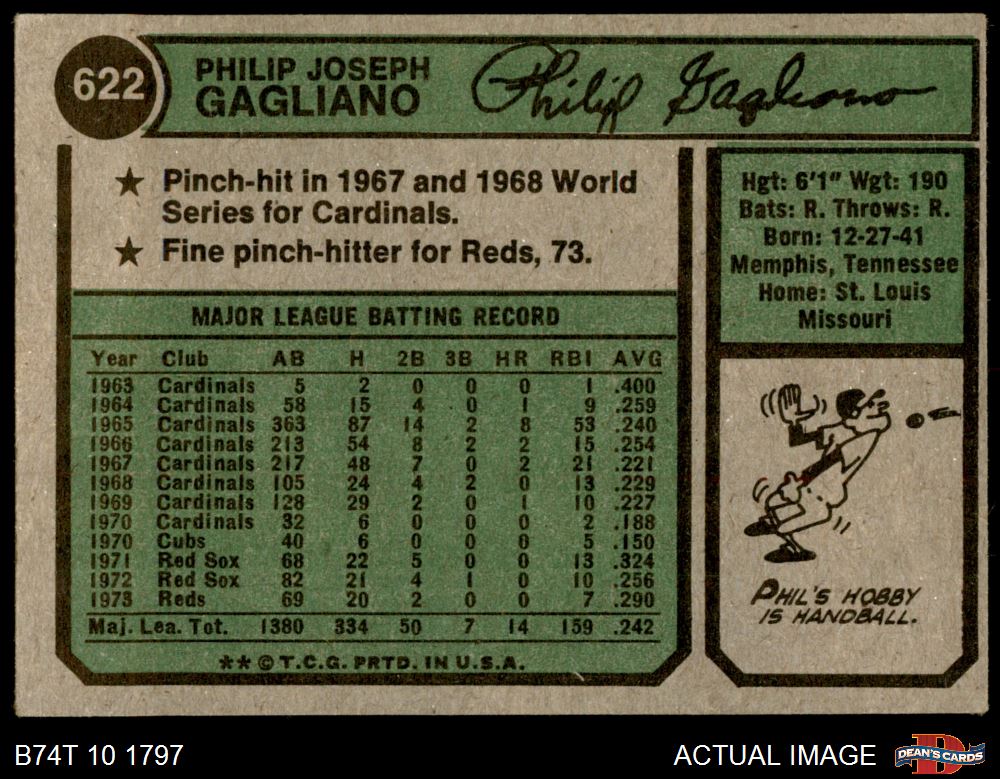 622
PHILIP JOSEPH
GAGLIANO
Philip Gagliano
★ Pinch-hit in 1967 and 1968 World
Series for Cardinals.
★ Fine pinch-hitter for Reds, 73.
MAJOR LEAGUE BATTING RECORD
Year Club AB H 2B 3B HR RBI AVG
1963 Cardinals 5 2 0 0 0 1 .400
1964 Cardinals 58 15 4 0 1 9 .259
1965 Cardinals 363 87 14 2 8 53 .240
1966 Cardinals 213 54 8 2 2 15 .254
1967 Cardinals 217 48 7 0 2 21 .221
1968 Cardinals 105 24 4 2 0 13 .229
1969 Cardinals 128 29 2 0 1 10 .227
1970 Cardinals 32 6 0 0 0 2 .188
1970 Cubs 40 6 0 0 0 5 .150
1971 Red Sox 68 22 5 0 0 13 .324
1972 Red Sox 82 21 4 1 0 10 .256
1973 Reds 69 20 2 0 0 7 .290
Maj. Lea. Tot. 1380 334 50 7 14 159 .242
** © T.C.G. PRTD. IN U.S.A.
Hgt: 6'1" Wgt: 190
Bats: R. Throws: R.
Born: 12-27-41
Memphis, Tennessee
Home: St. Louis
Missouri
PHIL'S HOBBY
IS HANDBALL.
B74T 10 1797
ACTUAL IMAGE
D
DEAN'S CARDS